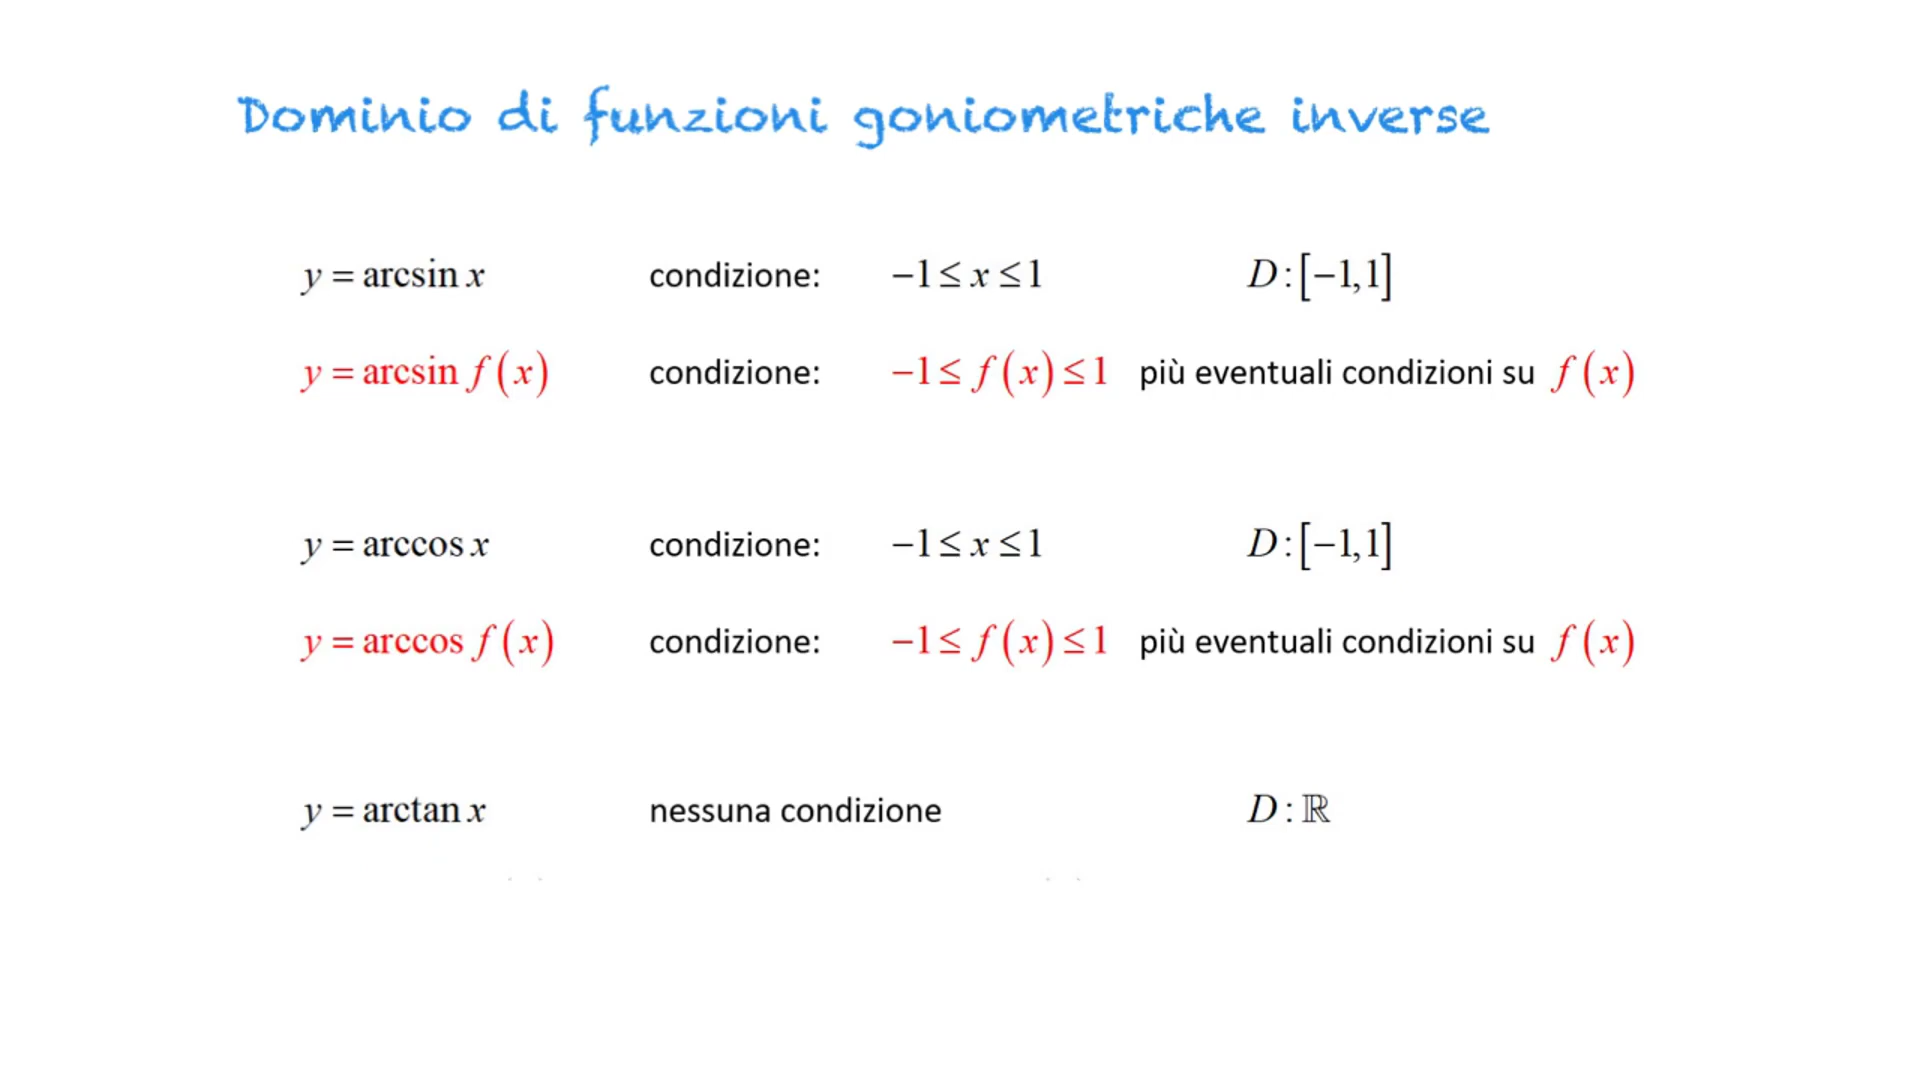 Dominio di funzioni goniometriche inverse
y = arcsin x condizione: −1 ≤ x ≤ 1 D:[−1,1]
y = arcsin f(x) condizione: −1 ≤ f(x) ≤ 1 più eventuali condizioni su f(x)
y = arccos x condizione: −1 ≤ x ≤ 1 D:[−1,1]
y = arccos f(x) condizione: −1 ≤ f(x) ≤ 1 più eventuali condizioni su f(x)
y = arctan x nessuna condizione D:ℝ